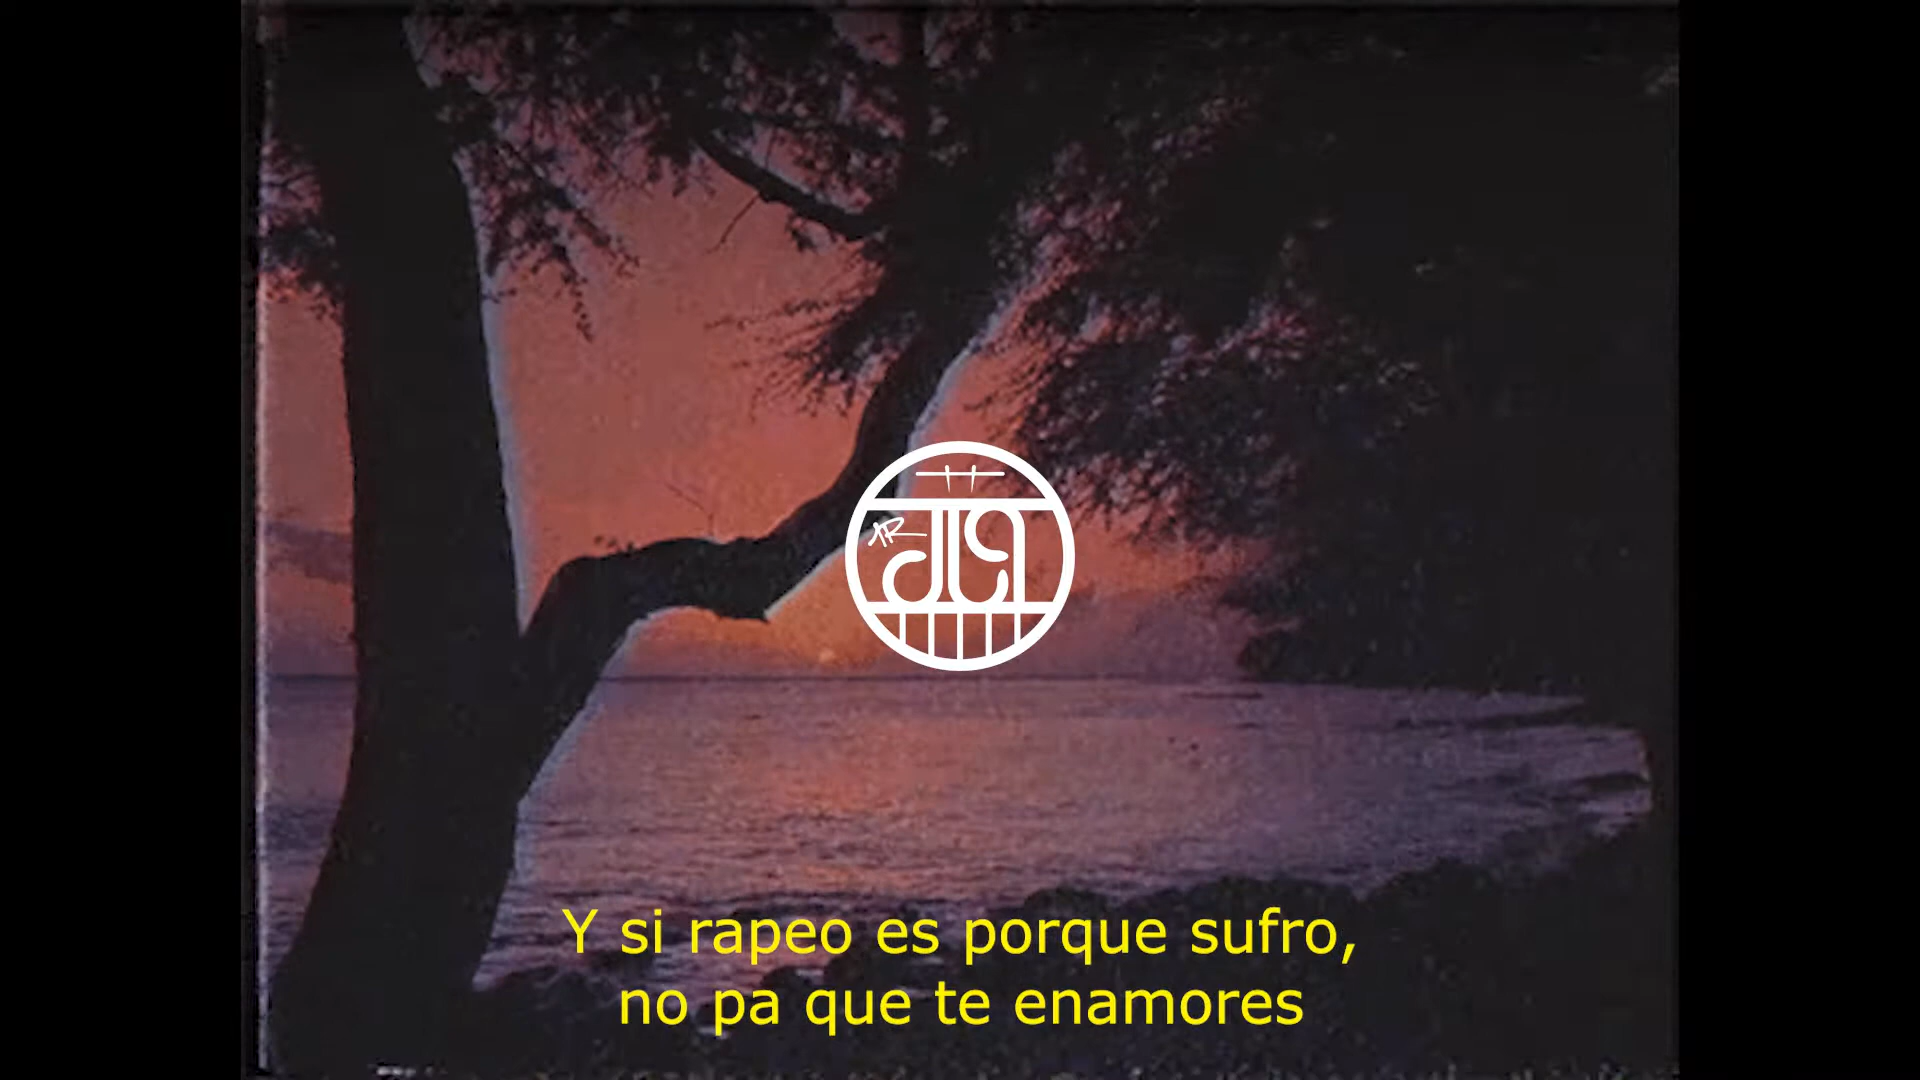 Y si rapeo es porque sufro,
no pa que te enamores